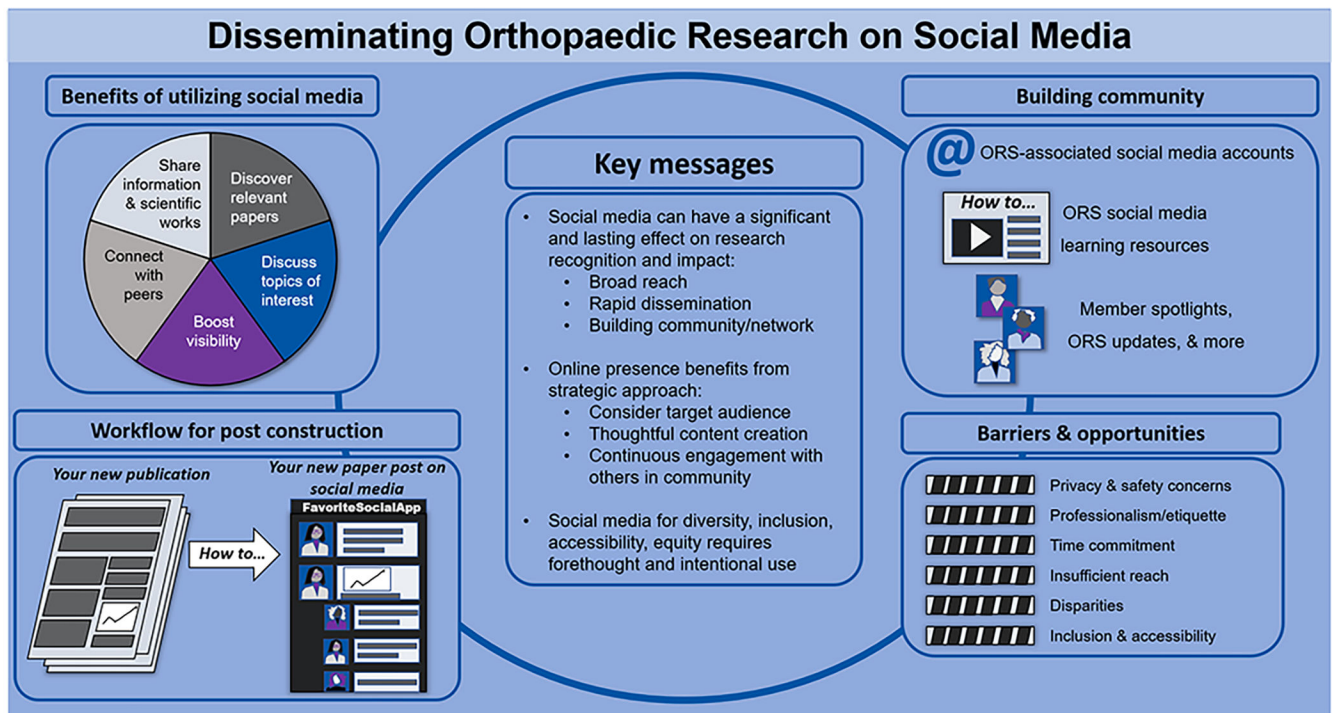 Disseminating Orthopaedic Research on Social Media
Benefits of utilizing social media
Share
information
& scientific
works
Discover
relevant
papers
Connect
with
peers
Discuss
topics of
interest
Boost
visibility
Workflow for post construction
Your new publication
How to...
Your new paper post on
social media
FavoriteSocialApp
Key messages
• Social media can have a significant
and lasting effect on research
recognition and impact:
• Broad reach
• Rapid dissemination
• Building community/network
• Online presence benefits from
strategic approach:
• Consider target audience
• Thoughtful content creation
• Continuous engagement with
others in community
• Social media for diversity, inclusion,
accessibility, equity requires
forethought and intentional use
Building community
@ ORS-associated social media accounts
How to...
ORS social media
learning resources
Member spotlights,
ORS updates, & more
Barriers & opportunities
Privacy & safety concerns
Professionalism/etiquette
Time commitment
Insufficient reach
Disparities
Inclusion & accessibility